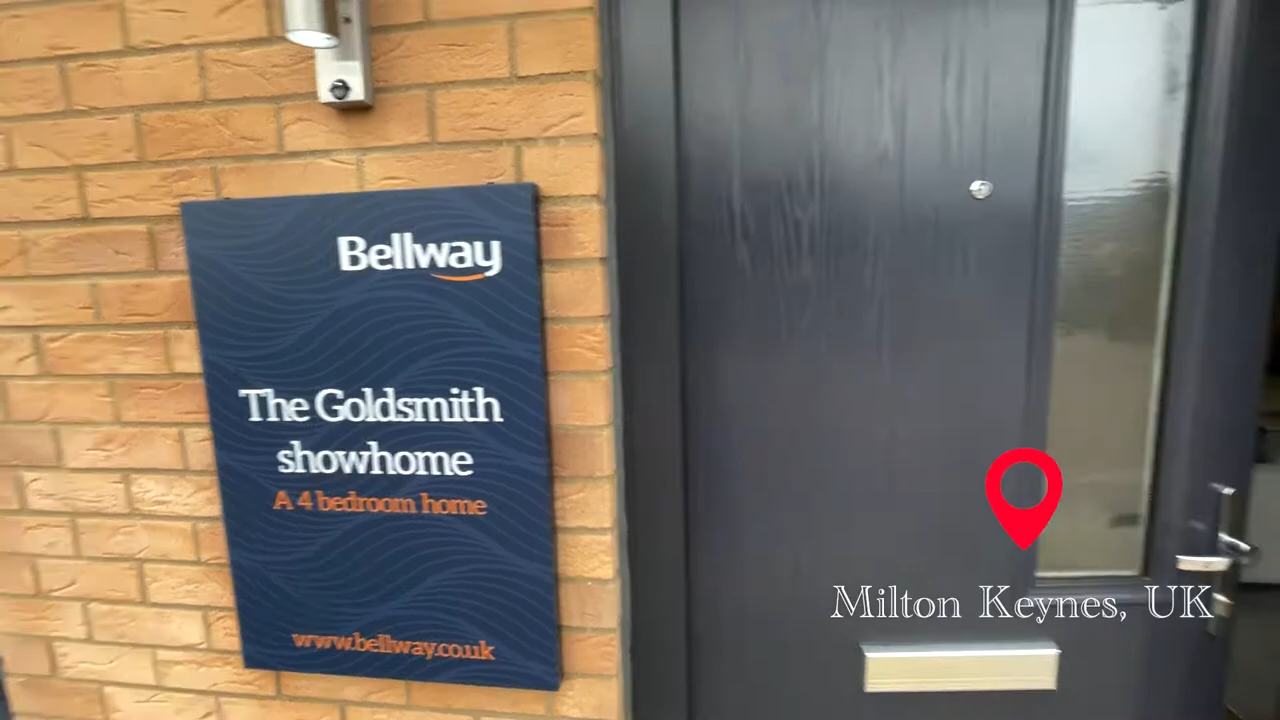 Bellway
The Goldsmith
showhome
A 4 bedroom home
www.bellway.co.uk
Milton Keynes, UK